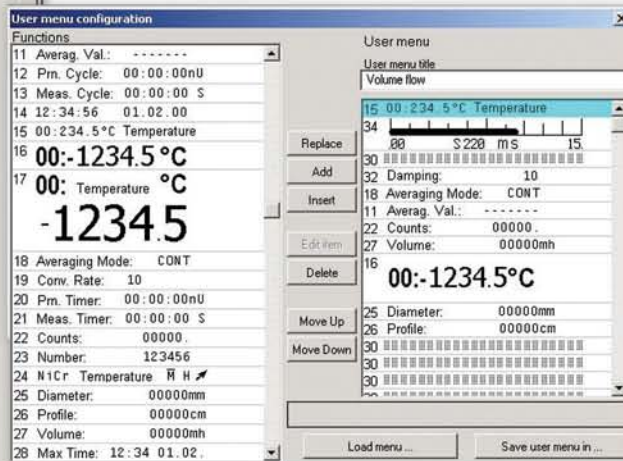 User menu configuration
Functions
11 Averag. Val.: -------
12 Prn. Cycle: 00:00:00nU
13 Meas. Cycle: 00:00:00 S
14 12:34:56 01.02.00
15 00:234.5°C Temperature
16 00:-1234.5 °C
17 00: Temperature °C
-1234.5
18 Averaging Mode: CONT
19 Conv. Rate: 10
20 Prn. Timer: 00:00:00nU
21 Meas. Timer: 00:00:00 S
22 Counts: 00000.
23 Number: 123456
24 NiCr Temperature M H
25 Diameter: 00000mm
26 Profile: 00000cm
27 Volume: 00000mh
28 Max Time: 12:34 01.02.
Replace
Add
Insert
Edit item
Delete
Move Up
Move Down
User menu
User menu title
Volume flow
15 00:234.5°C Temperature
34
.00 S220 ms 15.
30
32 Damping: 10
18 Averaging Mode: CONT
11 Averag. Val.: -------
22 Counts: 00000.
27 Volume: 00000mh
16 00:-1234.5°C
25 Diameter: 00000mm
26 Profile: 00000cm
30
30
30
Load menu ...
Save user menu in ...